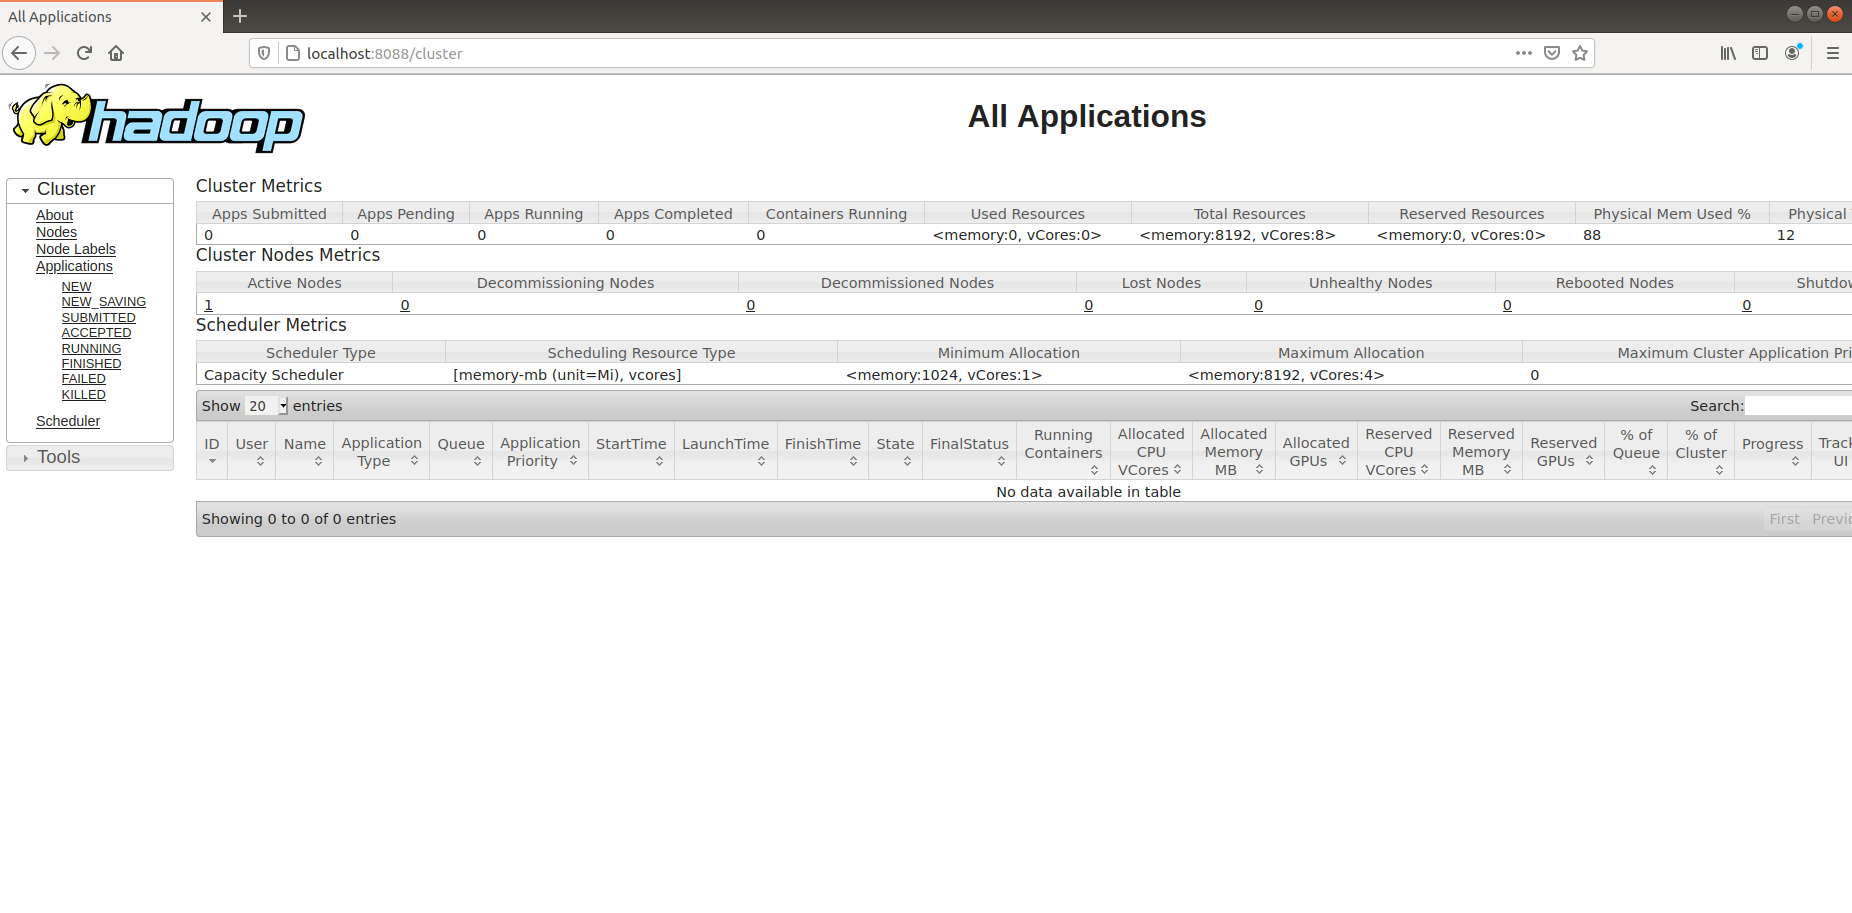 All Applications
localhost:8088/cluster
hadoop
All Applications
Cluster
About
Nodes
Node Labels
Applications
NEW
NEW_SAVING
SUBMITTED
ACCEPTED
RUNNING
FINISHED
FAILED
KILLED
Scheduler
Tools
Cluster Metrics
Apps Submitted Apps Pending Apps Running Apps Completed Containers Running Used Resources Total Resources Reserved Resources Physical Mem Used % Physical
0 0 0 0 0 <memory:0, vCores:0> <memory:8192, vCores:8> <memory:0, vCores:0> 88 12
Cluster Nodes Metrics
Active Nodes Decommissioning Nodes Decommissioned Nodes Lost Nodes Unhealthy Nodes Rebooted Nodes Shutdow
1 0 0 0 0 0 0
Scheduler Metrics
Scheduler Type Scheduling Resource Type Minimum Allocation Maximum Allocation Maximum Cluster Application Pri
Capacity Scheduler [memory-mb (unit=Mi), vcores] <memory:1024, vCores:1> <memory:8192, vCores:4> 0
Show 20 entries Search:
ID User Name Application Type Queue Application Priority StartTime LaunchTime FinishTime State FinalStatus Running Containers Allocated CPU VCores Allocated Memory MB Allocated GPUs Reserved CPU VCores Reserved Memory MB Reserved GPUs % of Queue % of Cluster Progress Track UI
No data available in table
Showing 0 to 0 of 0 entries First Previo